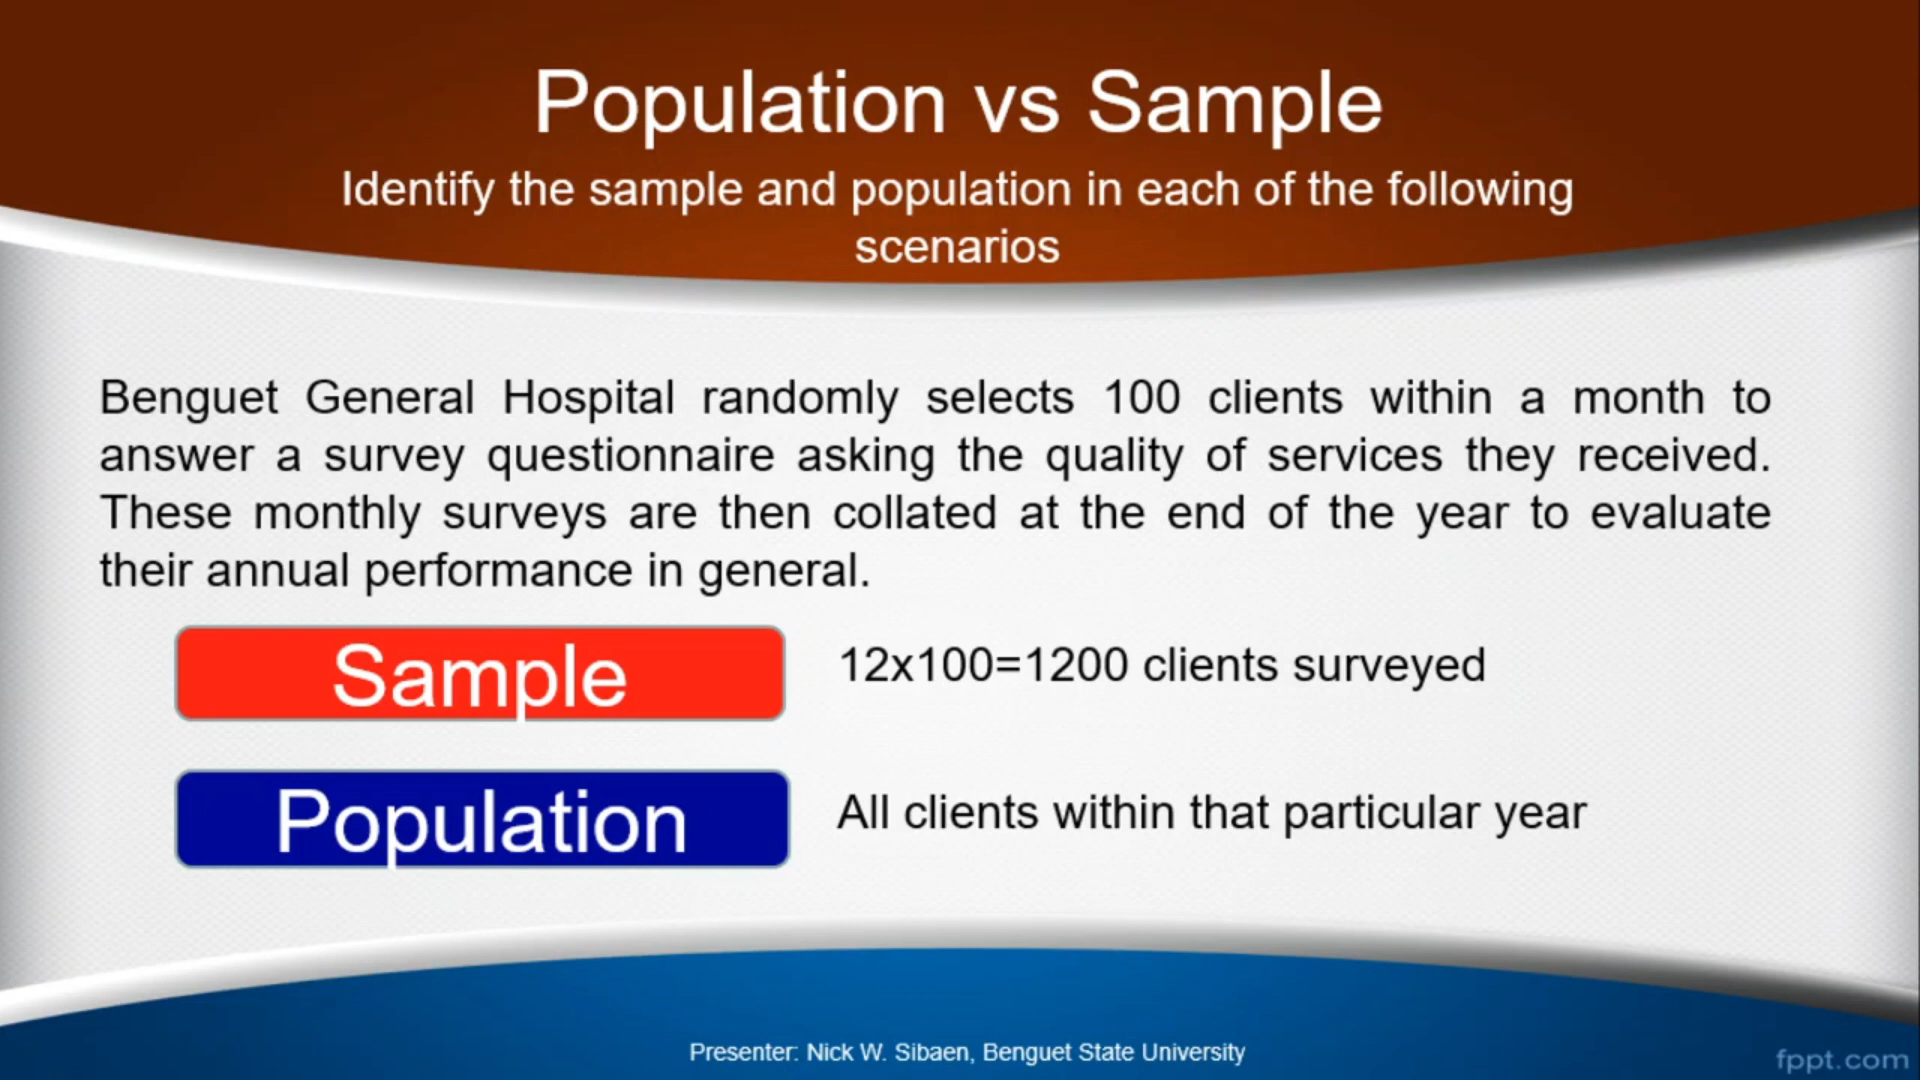 Population vs Sample
Identify the sample and population in each of the following
scenarios
Benguet General Hospital randomly selects 100 clients within a month to
answer a survey questionnaire asking the quality of services they received.
These monthly surveys are then collated at the end of the year to evaluate
their annual performance in general.
Sample
12x100=1200 clients surveyed
Population
All clients within that particular year
Presenter: Nick W. Sibaen, Benguet State University
fppt.com